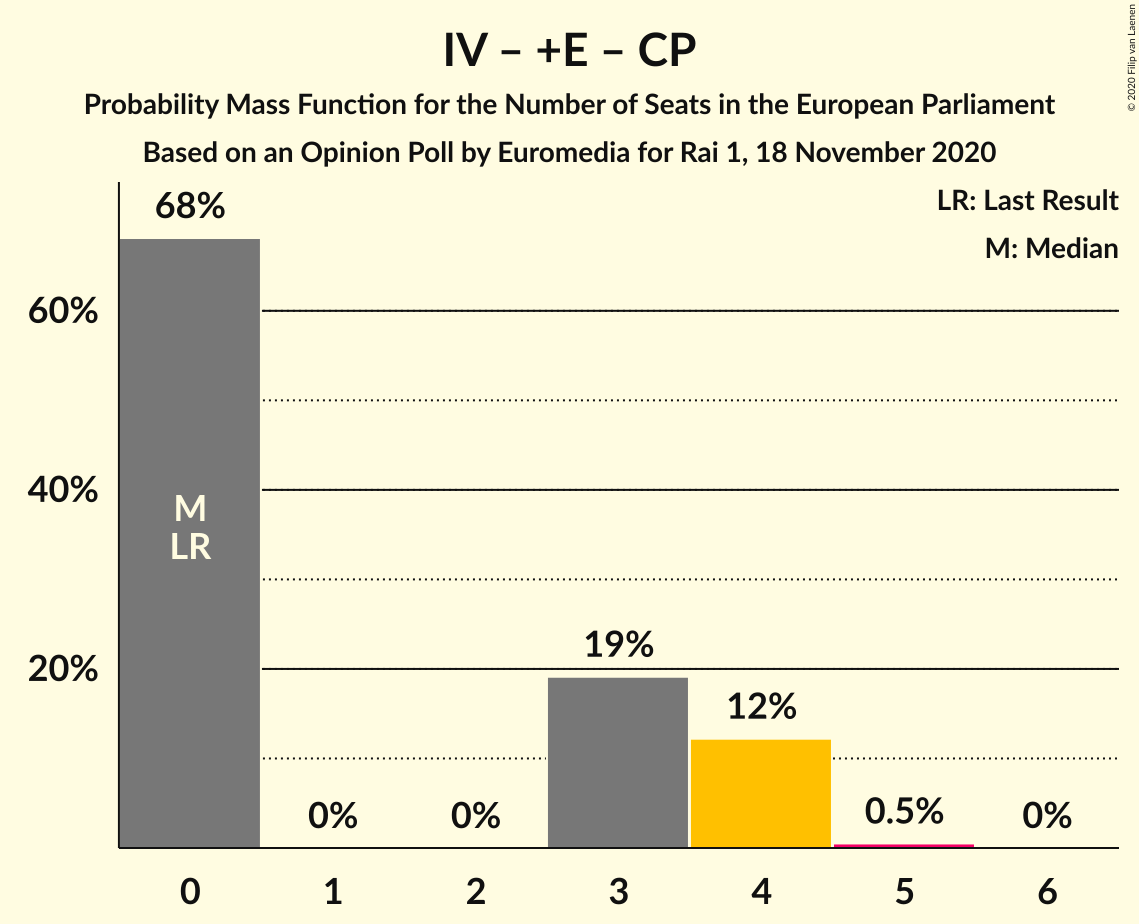 IV – +E – CP
Probability Mass Function for the Number of Seats in the European Parliament
Based on an Opinion Poll by Euromedia for Rai 1, 18 November 2020
© 2020 Filip van Laenen
LR: Last Result
M: Median
68%
60%
40%
20%
M
LR
0%
0%
19%
12%
0.5%
0%
0 1 2 3 4 5 6